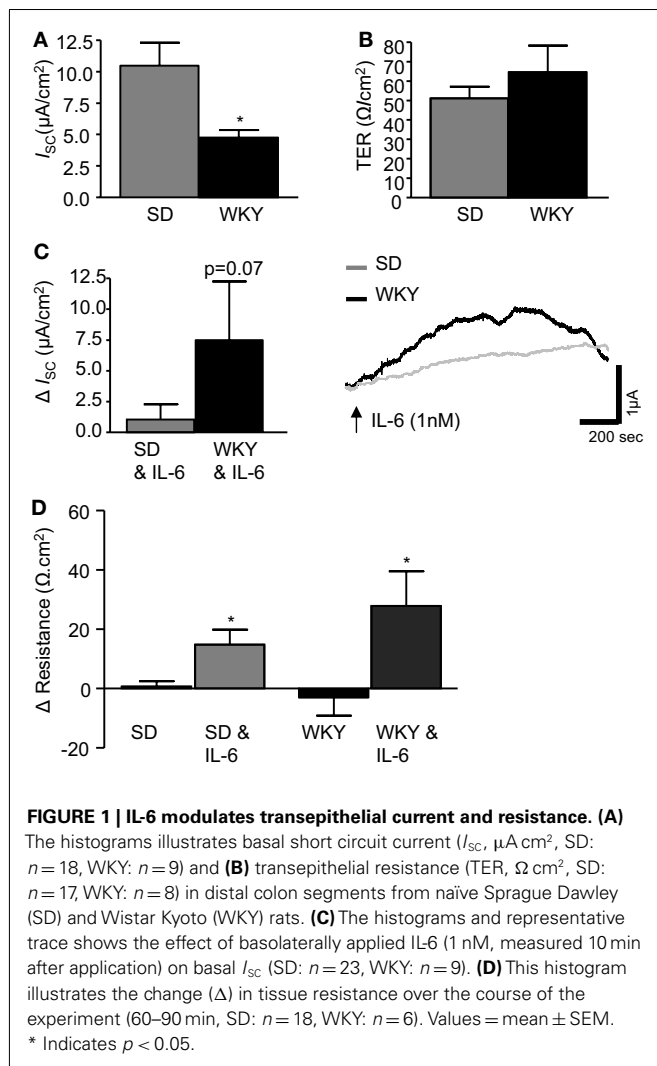 A
12.5
10.0
7.5
5.0
2.5
0.0
I_SC(µA/cm²)
*
SD WKY
B
80
70
60
50
40
30
20
10
0
TER (Ω/cm²)
SD WKY
C
12.5
10.0
7.5
5.0
2.5
0.0
Δ I_SC (µA/cm²)
p=0.07
SD & IL-6
WKY & IL-6
SD
WKY
IL-6 (1nM)
1µA
200 sec
D
60
40
20
0
-20
Δ Resistance (Ω.cm²)
*
*
SD
SD & IL-6
WKY
WKY & IL-6
FIGURE 1 | IL-6 modulates transepithelial current and resistance. (A)
The histograms illustrates basal short circuit current (I_SC, µA cm², SD:
n = 18, WKY: n = 9) and (B) transepithelial resistance (TER, Ω cm², SD:
n = 17, WKY: n = 8) in distal colon segments from naïve Sprague Dawley
(SD) and Wistar Kyoto (WKY) rats. (C) The histograms and representative
trace shows the effect of basolaterally applied IL-6 (1 nM, measured 10 min
after application) on basal I_SC (SD: n = 23, WKY: n = 9). (D) This histogram
illustrates the change (Δ) in tissue resistance over the course of the
experiment (60–90 min, SD: n = 18, WKY: n = 6). Values = mean ± SEM.
* Indicates p < 0.05.